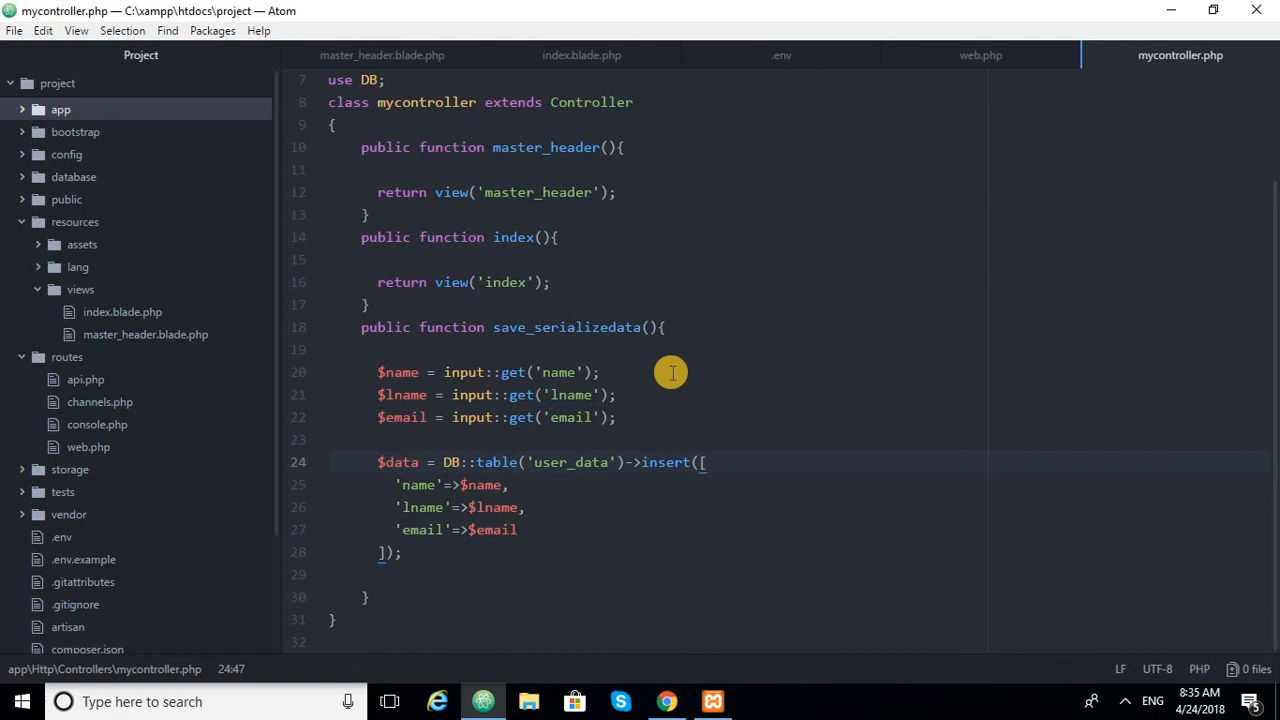 mycontroller.php — C:\xampp\htdocs\project — Atom
File Edit View Selection Find Packages Help
Project
master_header.blade.php index.blade.php .env web.php mycontroller.php
project
app
bootstrap
config
database
public
resources
assets
lang
views
index.blade.php
master_header.blade.php
routes
api.php
channels.php
console.php
web.php
storage
tests
vendor
.env
.env.example
.gitattributes
.gitignore
artisan
composer.json
7 use DB;
8 class mycontroller extends Controller
9 {
10 public function master_header(){
11
12 return view('master_header');
13 }
14 public function index(){
15
16 return view('index');
17 }
18 public function save_serializedata(){
19
20 $name = input::get('name');
21 $lname = input::get('lname');
22 $email = input::get('email');
23
24 $data = DB::table('user_data')->insert([
25 'name'=>$name,
26 'lname'=>$lname,
27 'email'=>$email
28 ]);
29
30 }
31 }
32
app\Http\Controllers\mycontroller.php 24:47 LF UTF-8 PHP 0 files
Type here to search ENG 8:35 AM
4/24/2018 5